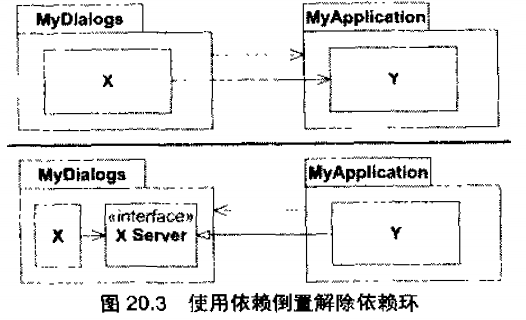 MyDialogs MyApplication
X Y
MyDialogs MyApplication
«interface»
X X Server Y
图 20.3 使用依赖倒置解除依赖环